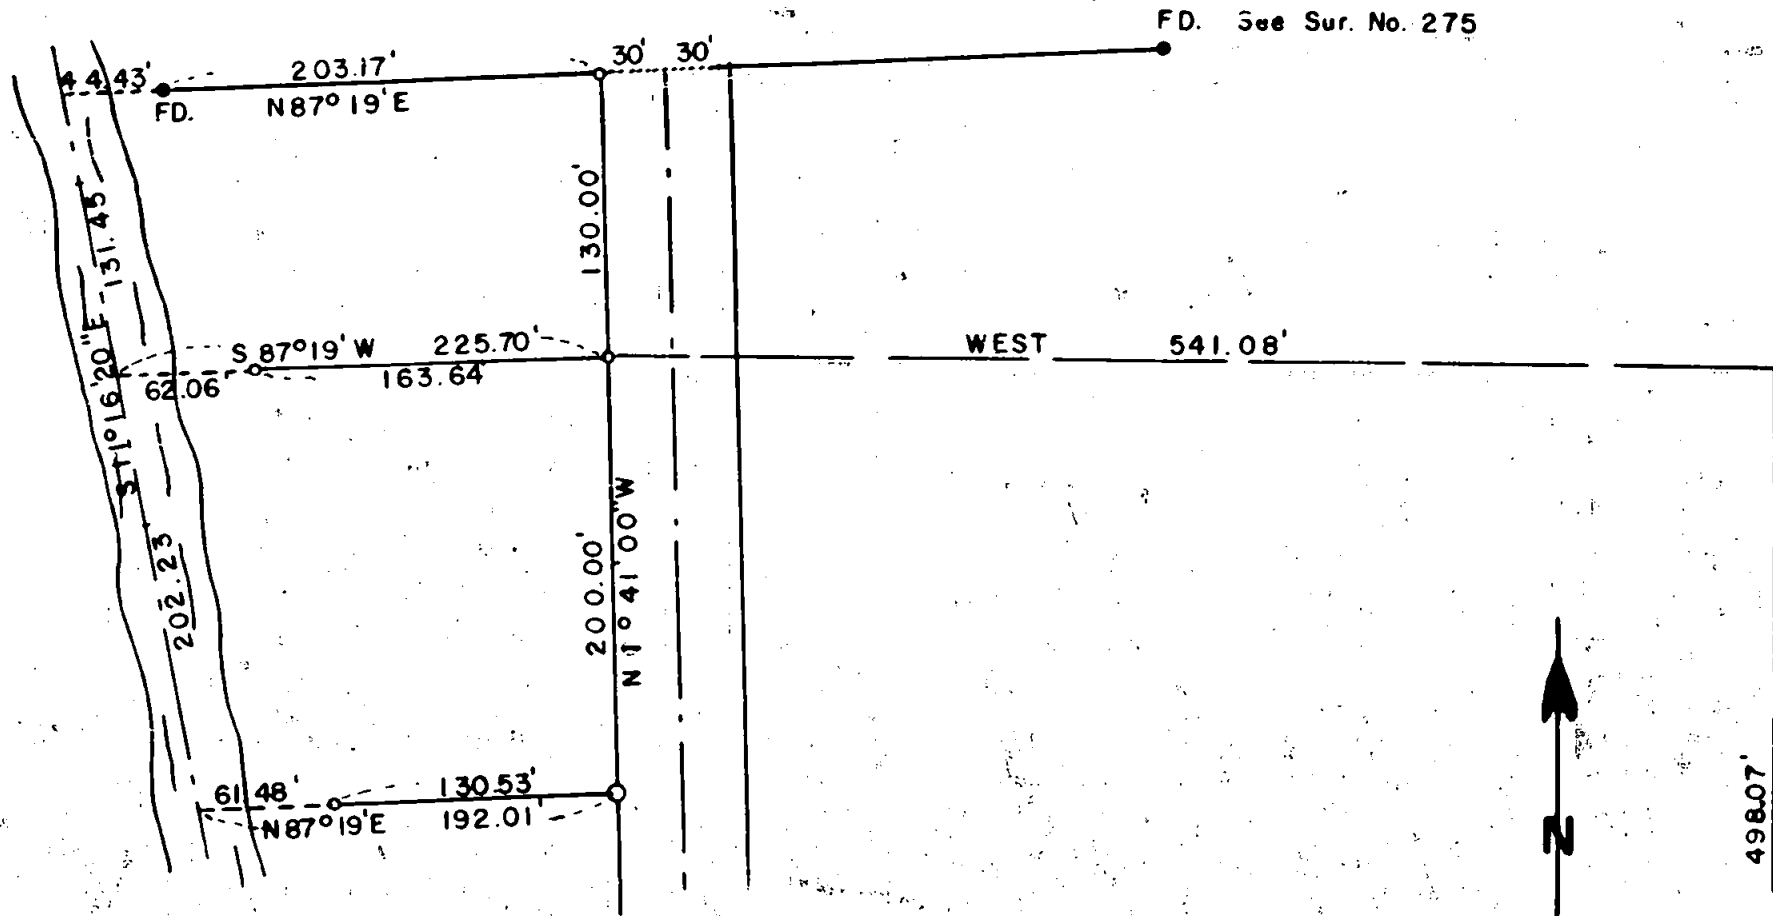 FD. See Sur. No. 275
30' 30'
44.43' 203.17'
FD. N87° 19' E
130.00'
S 11° 16' 20" E - 131.45
S 87° 19' W 225.70' WEST 541.08'
62.06 163.64
200.00'
N 1° 41' 00" W
202.23'
61.48' 130.53'
N 87° 19' E 192.01'
N
498.07'